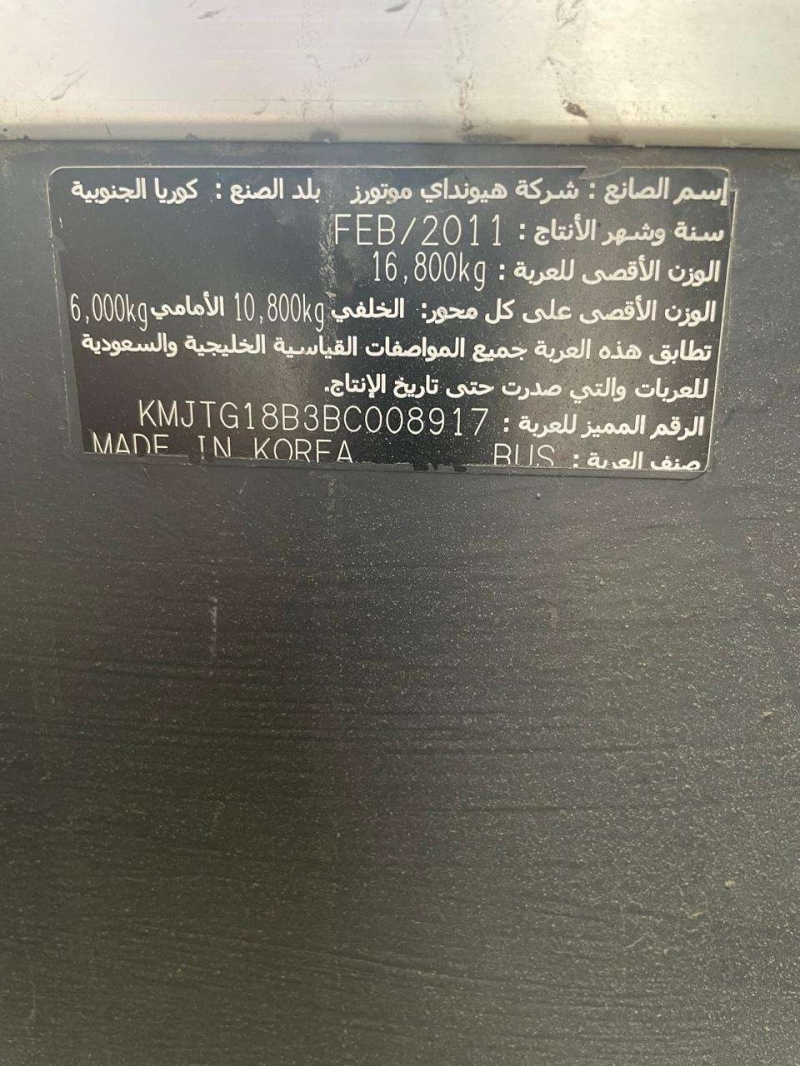 إسم الصانع : شركة هيونداي موتورز بلد الصنع : كوريا الجنوبية
سنة وشهر الأنتاج : FEB/2011
الوزن الأقصى للعربة : 16,800kg
الوزن الأقصى على كل محور: الخلفي 10,800kg الأمامي 6,000kg
تطابق هذه العربة جميع المواصفات القياسية الخليجية والسعودية
للعربات والتي صدرت حتى تاريخ الإنتاج.
الرقم المميز للعربة : KMJTG18B3BC008917
صنف العربة : BUS MADE IN KOREA